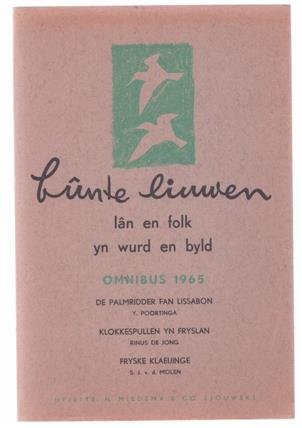 bûnte liuwen
lân en folk
yn wurd en byld
OMNIBUS 1965
DE PALMRIDDER FAN LISSABON
Y. POORTINGA
KLOKKESPULLEN YN FRYSLAN
RINUS DE JONG
FRYSKE KLAEIJINGE
S. J. v. d. MOLEN
UTJEFTE: N. MIEDEMA & CO LJOUWERT